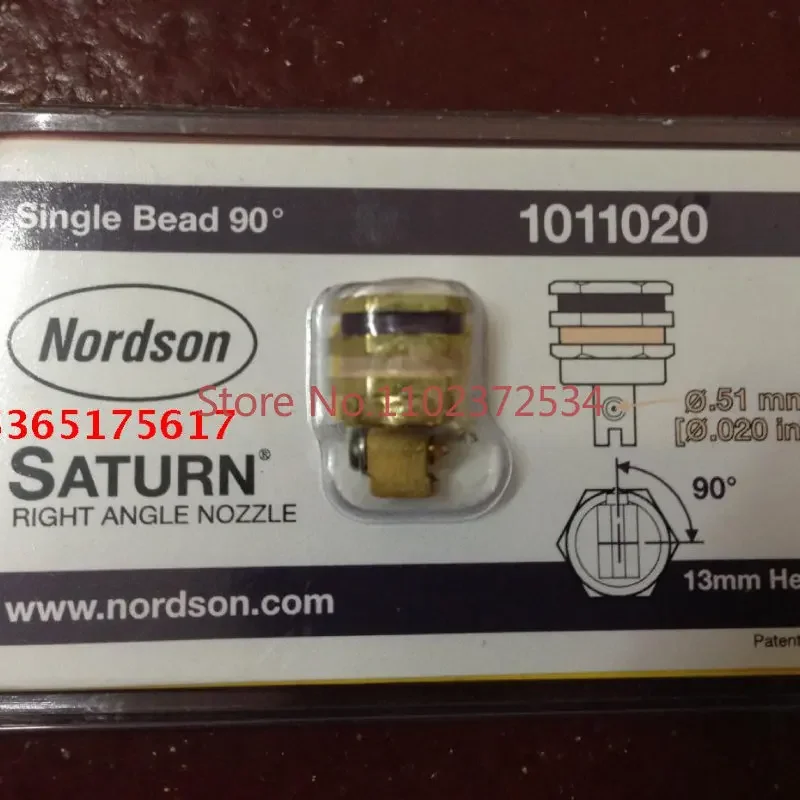 Single Bead 90°
1011020
Nordson
Store No.1102372534
365175617
Ø.51 mm
[Ø.020 in
SATURN®
RIGHT ANGLE NOZZLE
90°
13mm He
www.nordson.com
Patent